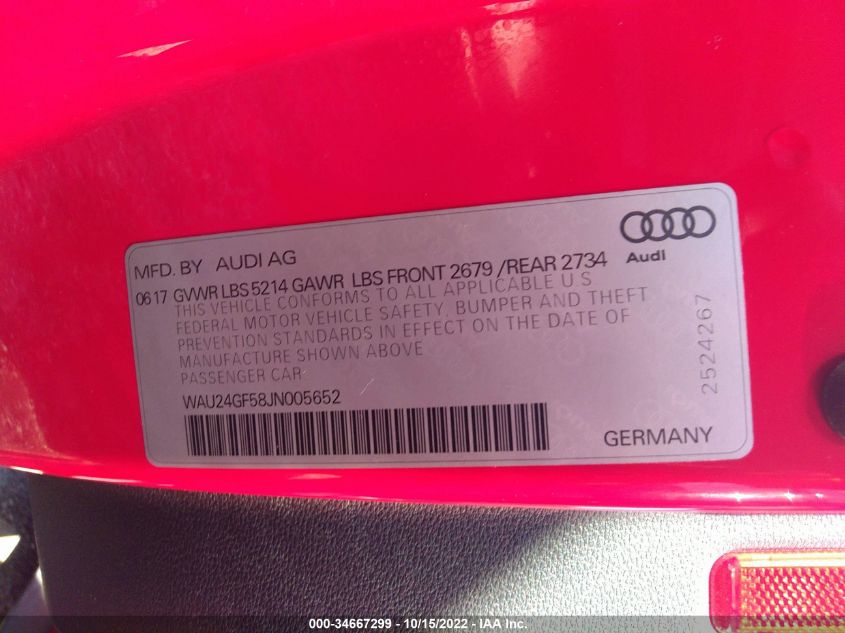 MFD. BY AUDI AG
Audi
06 17 GVWR LBS 5214 GAWR LBS FRONT 2679 /REAR 2734
THIS VEHICLE CONFORMS TO ALL APPLICABLE U.S
FEDERAL MOTOR VEHICLE SAFETY, BUMPER AND THEFT
PREVENTION STANDARDS IN EFFECT ON THE DATE OF
MANUFACTURE SHOWN ABOVE
PASSENGER CAR
WAU24GF58JN005652
GERMANY
2524267
000-34667299 - 10/15/2022 - IAA Inc.